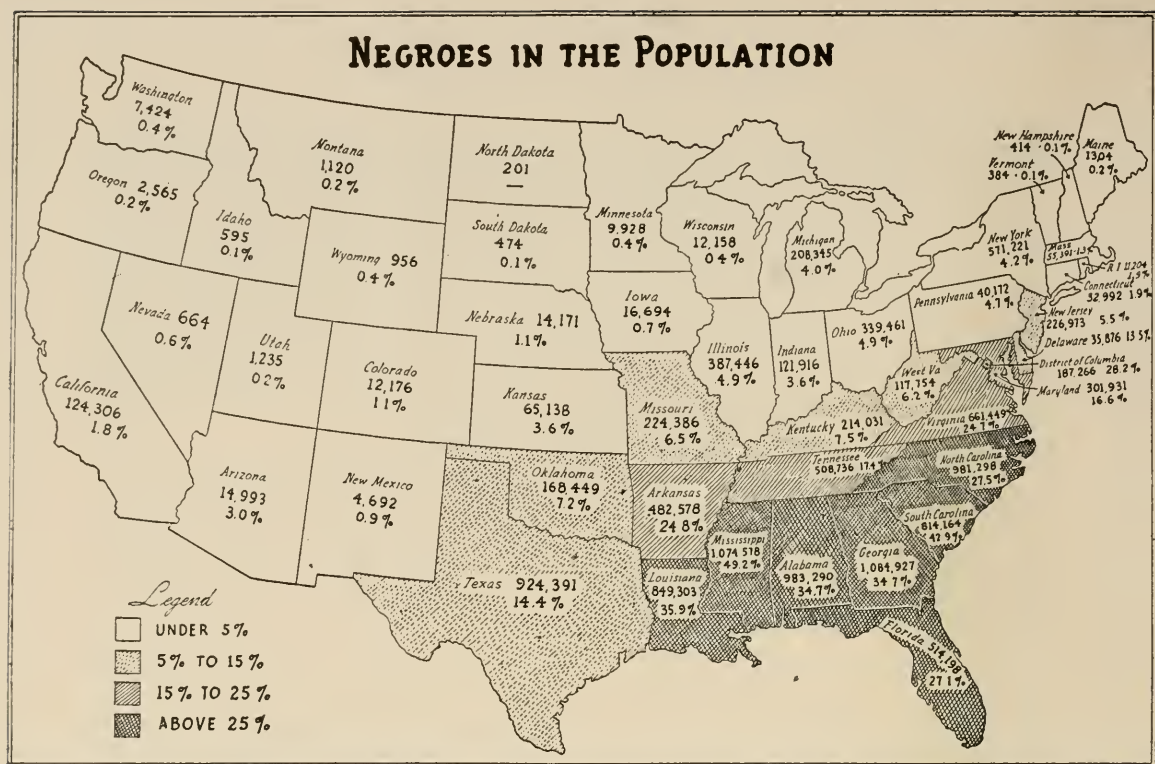 NEGROES IN THE POPULATION
Washington
7,424
0.4%
Oregon 2,565
0.2%
Idaho
595
0.1%
Montana
1,120
0.2%
North Dakota
201
—
South Dakota
474
0.1%
Wyoming 956
0.4%
Nebraska 14,171
1.1%
Nevada 664
0.6%
Utah
1,235
0.2%
Colorado
12,176
1.1%
Kansas
65,138
3.6%
California
124,306
1.8%
Arizona
14,993
3.0%
New Mexico
4,692
0.9%
Oklahoma
168,449
7.2%
Texas 924,391
14.4%
Minnesota
9,928
0.4%
Wisconsin
12,158
0.4%
Michigan
208,345
4.0%
Iowa
16,694
0.7%
Illinois
387,446
4.9%
Indiana
121,916
3.6%
Ohio 339,461
4.9%
Missouri
224,386
6.5%
Kentucky 214,031
7.5%
West Va
117,754
6.2%
Virginia 661,449
24.7%
Tennessee
508,736 17.4%
Arkansas
482,578
24.8%
North Carolina
981,298
27.5%
South Carolina
814,164
42.9%
Mississippi
1,074,578
49.2%
Alabama
983,290
34.7%
Georgia
1,084,927
34.7%
Louisiana
849,303
35.9%
Florida 514,198
27.1%
New Hampshire
414 · 0.1%
Vermont
384 · 0.1%
Maine
1304
0.2%
New York
571,221
4.2%
Mass
55,391 · 1.3%
R I 11204
1.5%
Connecticut
32,992 1.9%
Pennsylvania 40,172
4.7%
New Jersey
226,973 5.5%
Delaware 35,876 13.5%
District of Columbia
187,266 28.2%
Maryland 301,931
16.6%
Legend
UNDER 5%
5% TO 15%
15% TO 25%
ABOVE 25%